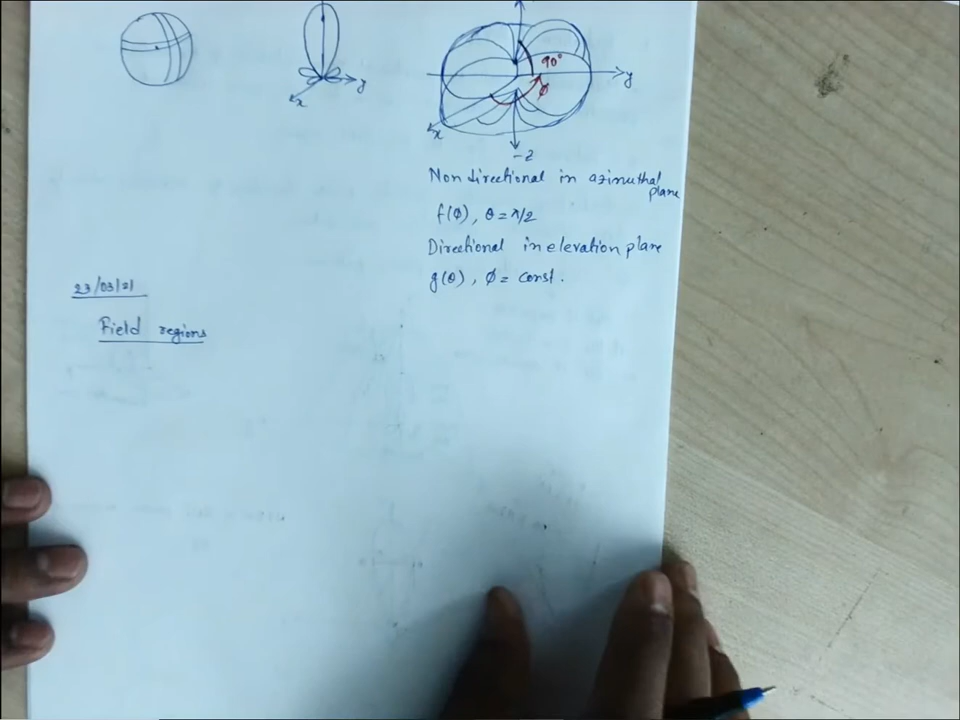 y
x
90°
φ
y
x
-z
Non directional in azimuthal
plane
f(φ), θ = π/2
Directional in elevation plane
g(θ), φ = const.
23/03/21
Field regions